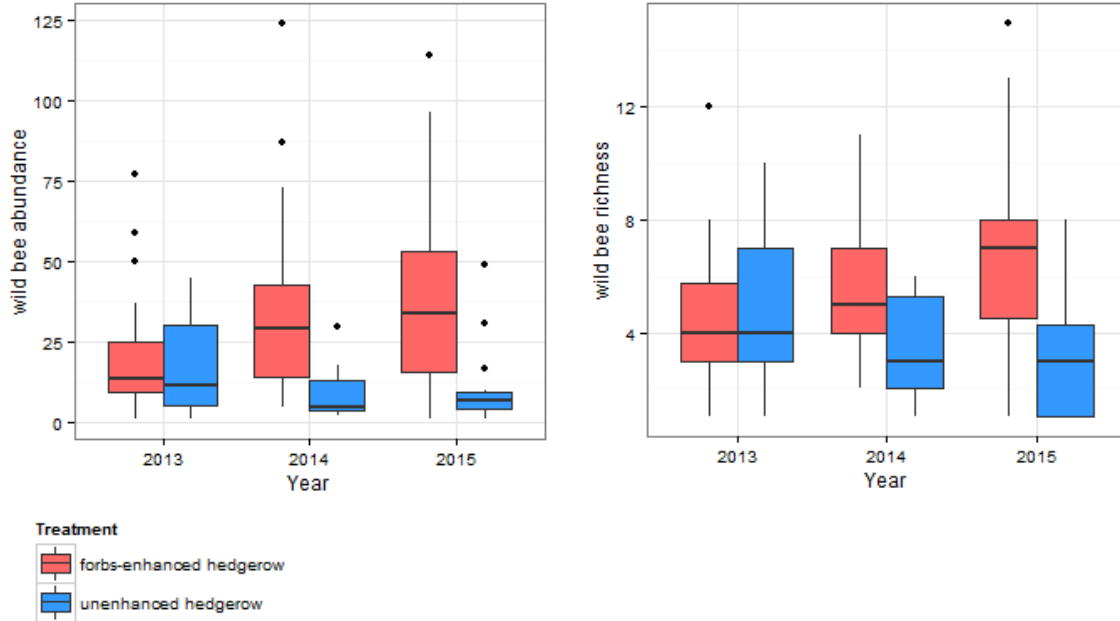 wild bee abundance
125
100
75
50
25
0
2013 2014 2015
Year
wild bee richness
12
8
4
2013 2014 2015
Year
Treatment
forbs-enhanced hedgerow
unenhanced hedgerow